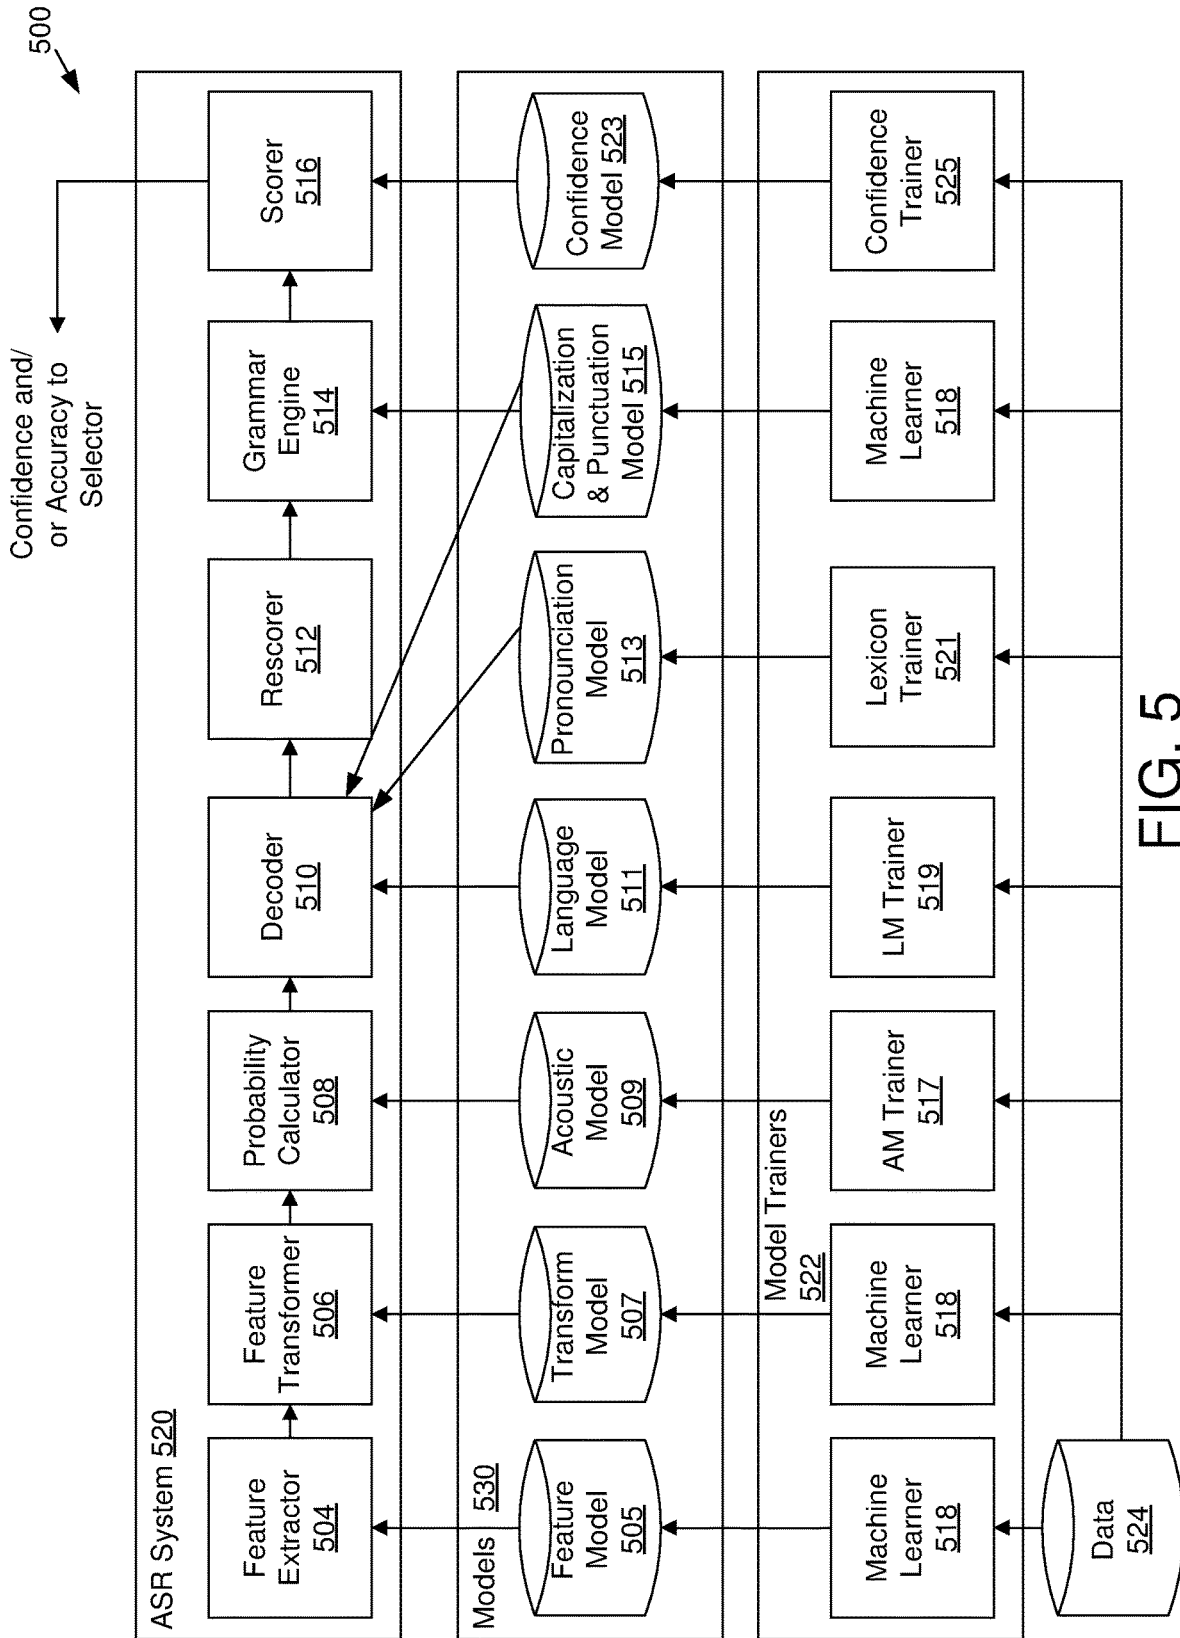 500
Confidence and/
or Accuracy to
Selector
ASR System 520
Feature
Extractor
504
Feature
Transformer
506
Probability
Calculator
508
Decoder
510
Rescorer
512
Grammar
Engine
514
Scorer
516
Models 530
Feature
Model
505
Transform
Model
507
Acoustic
Model
509
Language
Model
511
Pronounciation
Model
513
Capitalization
& Punctuation
Model 515
Confidence
Model 523
Model Trainers
522
Machine
Learner
518
Machine
Learner
518
AM Trainer
517
LM Trainer
519
Lexicon
Trainer
521
Machine
Learner
518
Confidence
Trainer
525
Data
524
FIG. 5